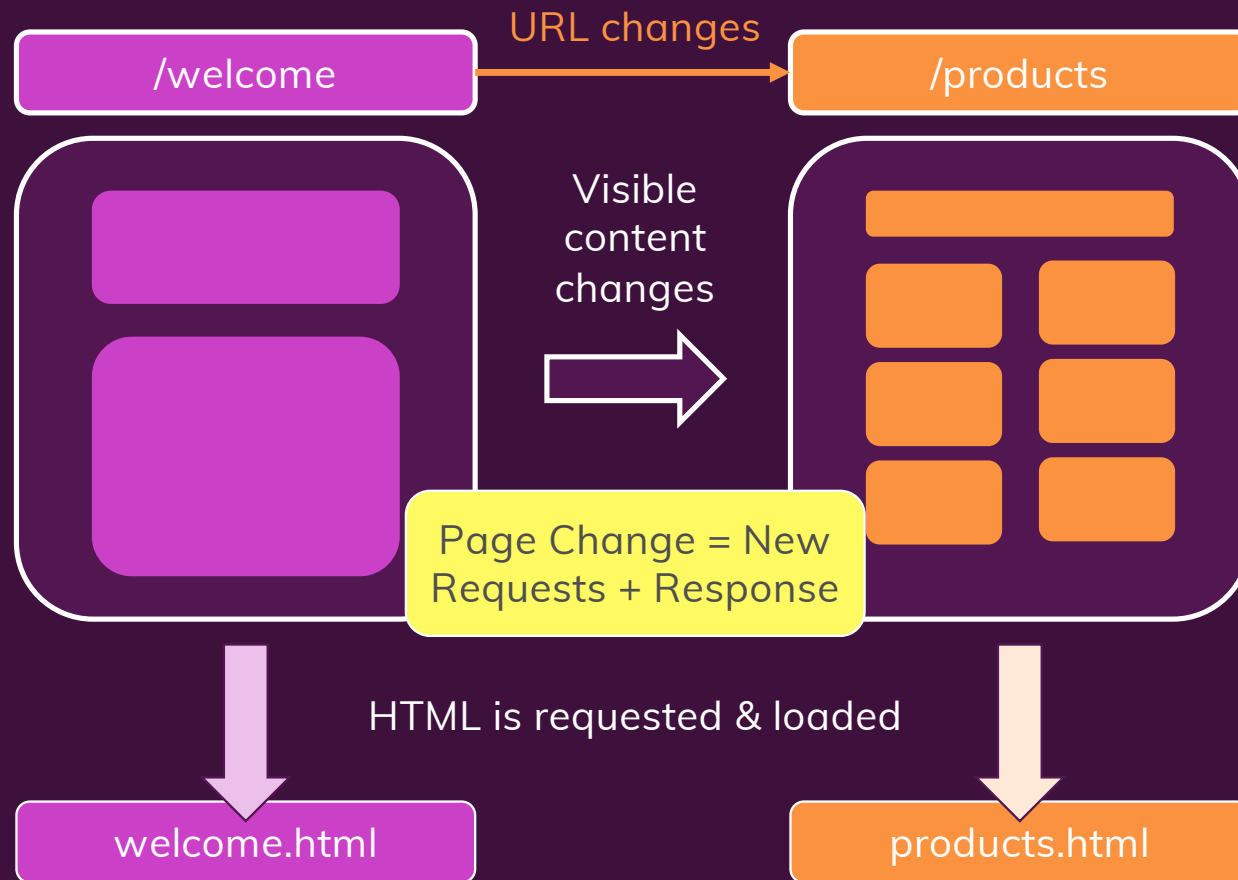 URL changes
/welcome
/products
Visible
content
changes
Page Change = New
Requests + Response
HTML is requested & loaded
welcome.html
products.html